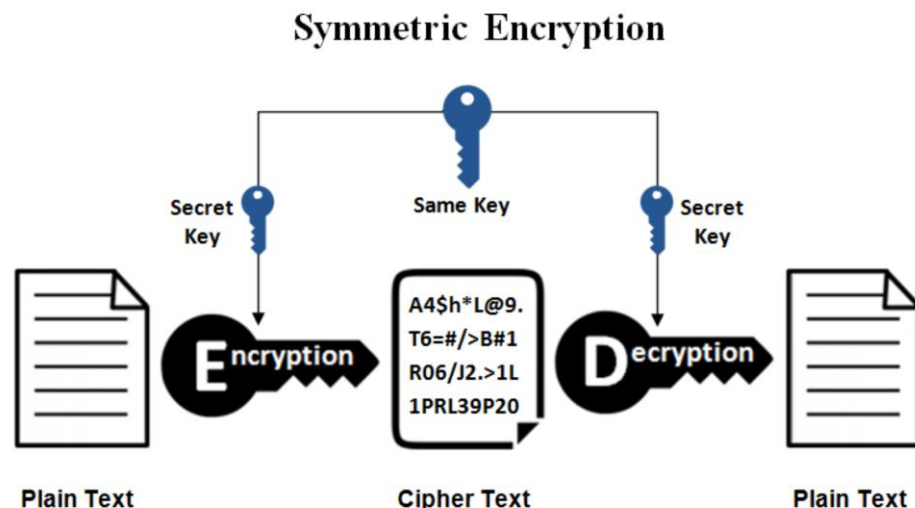 Symmetric Encryption
Secret
Key
Same Key
Secret
Key
Encryption
A4$h*L@9.
T6=#/>B#1
R06/J2.>1L
1PRL39P20
Decryption
Plain Text
Cipher Text
Plain Text